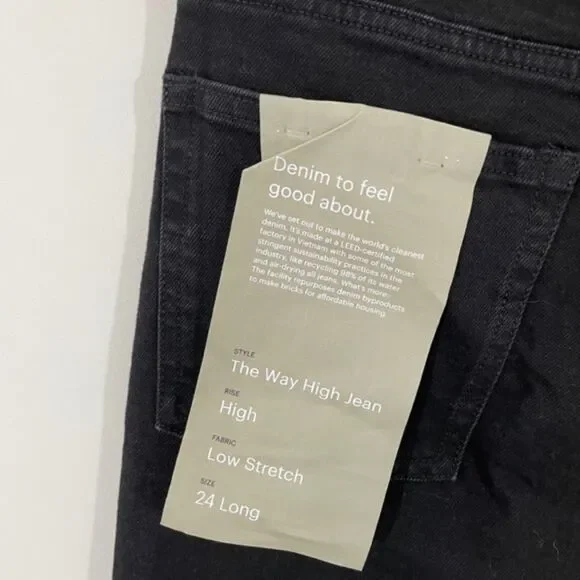 Denim to feel
good about.
We've set out to make the world's cleanest
denim. It's made at a LEED-certified
factory in Vietnam with some of the most
stringent sustainability practices in the
industry, like recycling 98% of its water
and air-drying all jeans. What's more:
The facility repurposes denim byproducts
to make bricks for affordable housing.
STYLE
The Way High Jean
RISE
High
FABRIC
Low Stretch
SIZE
24 Long